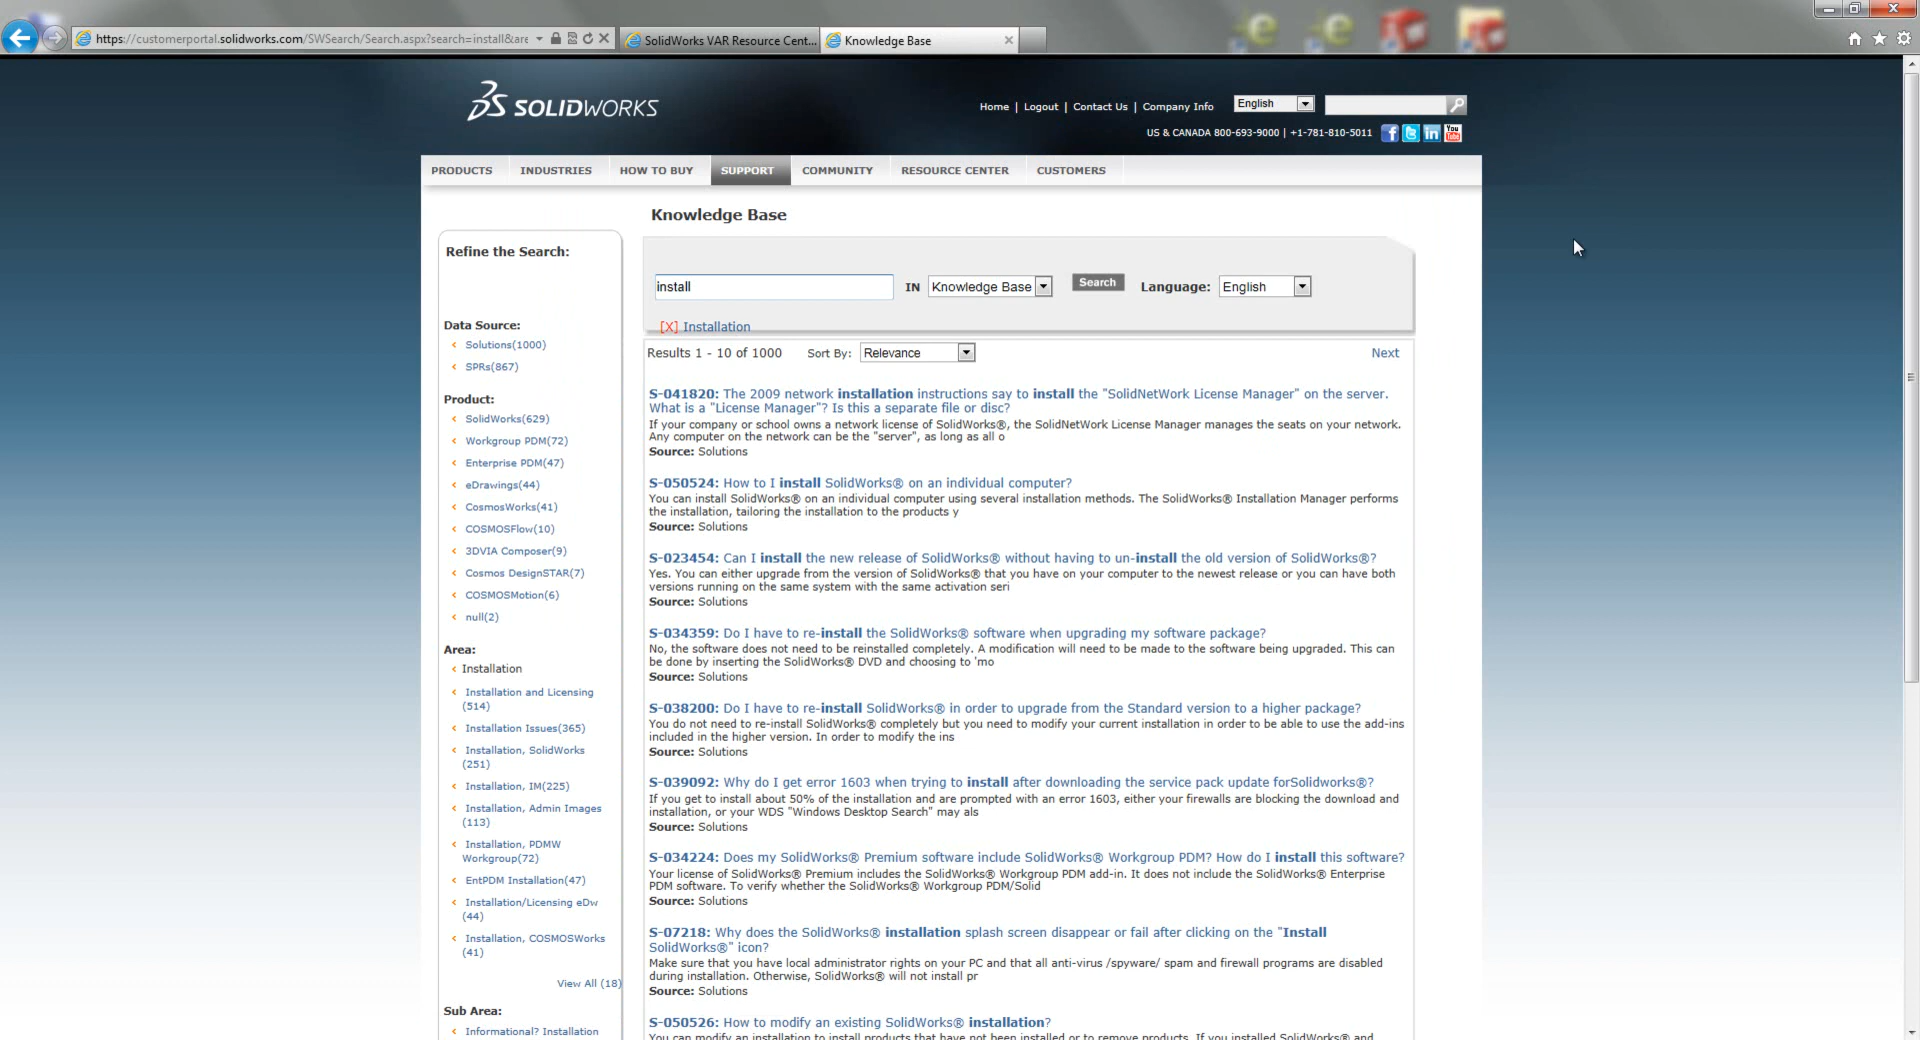 https://customerportal.solidworks.com/SWSearch/Search.aspx?search=install&are
SolidWorks VAR Resource Cent...
Knowledge Base
SOLIDWORKS
Home | Logout | Contact Us | Company Info
English
US & CANADA 800-693-9000 | +1-781-810-5011
PRODUCTS INDUSTRIES HOW TO BUY SUPPORT COMMUNITY RESOURCE CENTER CUSTOMERS
Knowledge Base
Refine the Search:
install IN Knowledge Base Search Language: English
[X] Installation
Data Source:
Solutions(1000)
SPRs(867)
Product:
SolidWorks(629)
Workgroup PDM(72)
Enterprise PDM(47)
eDrawings(44)
CosmosWorks(41)
COSMOSFlow(10)
3DVIA Composer(9)
Cosmos DesignSTAR(7)
COSMOSMotion(6)
null(2)
Area:
Installation
Installation and Licensing
(514)
Installation Issues(365)
Installation, SolidWorks
(251)
Installation, IM(225)
Installation, Admin Images
(113)
Installation, PDMW
Workgroup(72)
EntPDM Installation(47)
Installation/Licensing eDw
(44)
Installation, COSMOSWorks
(41)
View All (18)
Sub Area:
Informational? Installation
Results 1 - 10 of 1000 Sort By: Relevance Next
S-041820: The 2009 network installation instructions say to install the "SolidNetWork License Manager" on the server.
What is a "License Manager"? Is this a separate file or disc?
If your company or school owns a network license of SolidWorks®, the SolidNetWork License Manager manages the seats on your network.
Any computer on the network can be the "server", as long as all o
Source: Solutions
S-050524: How to I install SolidWorks® on an individual computer?
You can install SolidWorks® on an individual computer using several installation methods. The SolidWorks® Installation Manager performs
the installation, tailoring the installation to the products y
Source: Solutions
S-023454: Can I install the new release of SolidWorks® without having to un-install the old version of SolidWorks®?
Yes. You can either upgrade from the version of SolidWorks® that you have on your computer to the newest release or you can have both
versions running on the same system with the same activation seri
Source: Solutions
S-034359: Do I have to re-install the SolidWorks® software when upgrading my software package?
No, the software does not need to be reinstalled completely. A modification will need to be made to the software being upgraded. This can
be done by inserting the SolidWorks® DVD and choosing to 'mo
Source: Solutions
S-038200: Do I have to re-install SolidWorks® in order to upgrade from the Standard version to a higher package?
You do not need to re-install SolidWorks® completely but you need to modify your current installation in order to be able to use the add-ins
included in the higher version. In order to modify the ins
Source: Solutions
S-039092: Why do I get error 1603 when trying to install after downloading the service pack update forSolidworks®?
If you get to install about 50% of the installation and are prompted with an error 1603, either your firewalls are blocking the download and
installation, or your WDS "Windows Desktop Search" may als
Source: Solutions
S-034224: Does my SolidWorks® Premium software include SolidWorks® Workgroup PDM? How do I install this software?
Your license of SolidWorks® Premium includes the SolidWorks® Workgroup PDM add-in. It does not include the SolidWorks® Enterprise
PDM software. To verify whether the SolidWorks® Workgroup PDM/Solid
Source: Solutions
S-07218: Why does the SolidWorks® installation splash screen disappear or fail after clicking on the "Install
SolidWorks®" icon?
Make sure that you have local administrator rights on your PC and that all anti-virus /spyware/ spam and firewall programs are disabled
during installation. Otherwise, SolidWorks® will not install pr
Source: Solutions
S-050526: How to modify an existing SolidWorks® installation?
You can modify an installation to install products that have not been installed or to remove products. If you installed SolidWorks® and